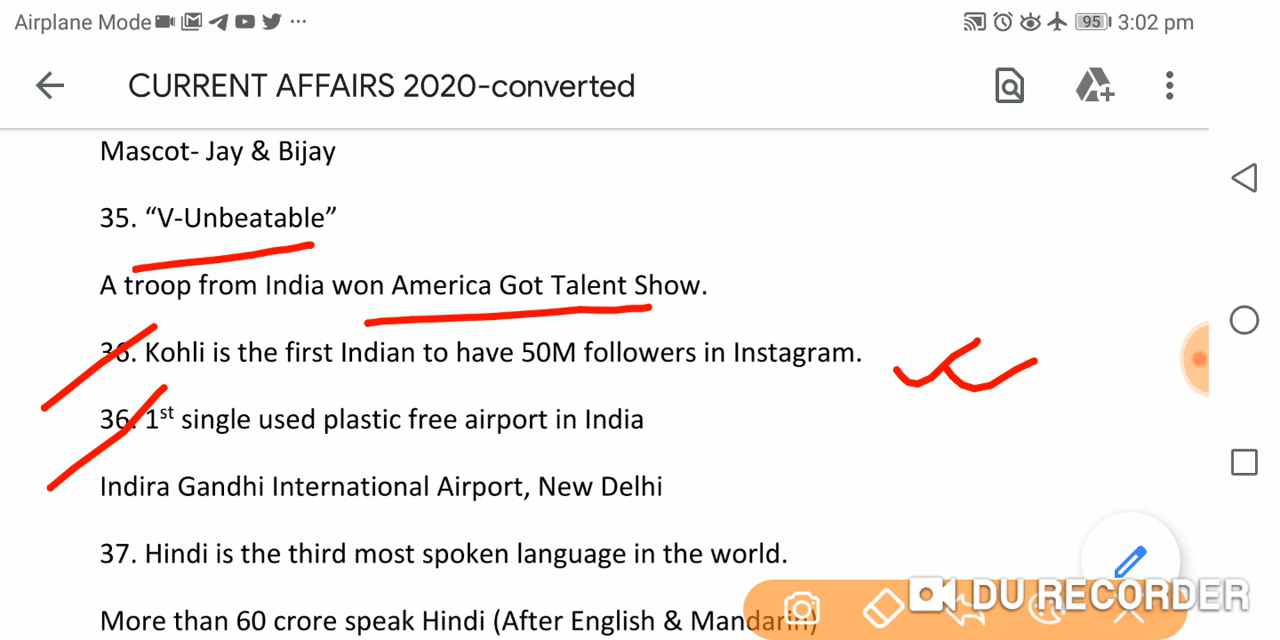 Airplane Mode ... 95 3:02 pm
CURRENT AFFAIRS 2020-converted
Mascot- Jay & Bijay
35. “V-Unbeatable”
A troop from India won America Got Talent Show.
36. Kohli is the first Indian to have 50M followers in Instagram.
36. 1st single used plastic free airport in India
Indira Gandhi International Airport, New Delhi
37. Hindi is the third most spoken language in the world.
More than 60 crore speak Hindi (After English & Mandarin)
DU RECORDER